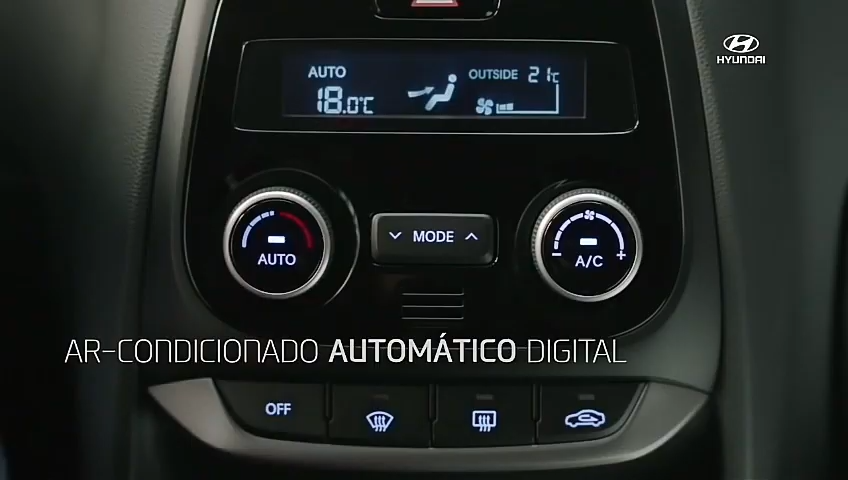 HYUNDAI
AUTO
OUTSIDE 21°C
18.0°C
MODE
AUTO
- A/C +
AR-CONDICIONADO AUTOMÁTICO DIGITAL
OFF